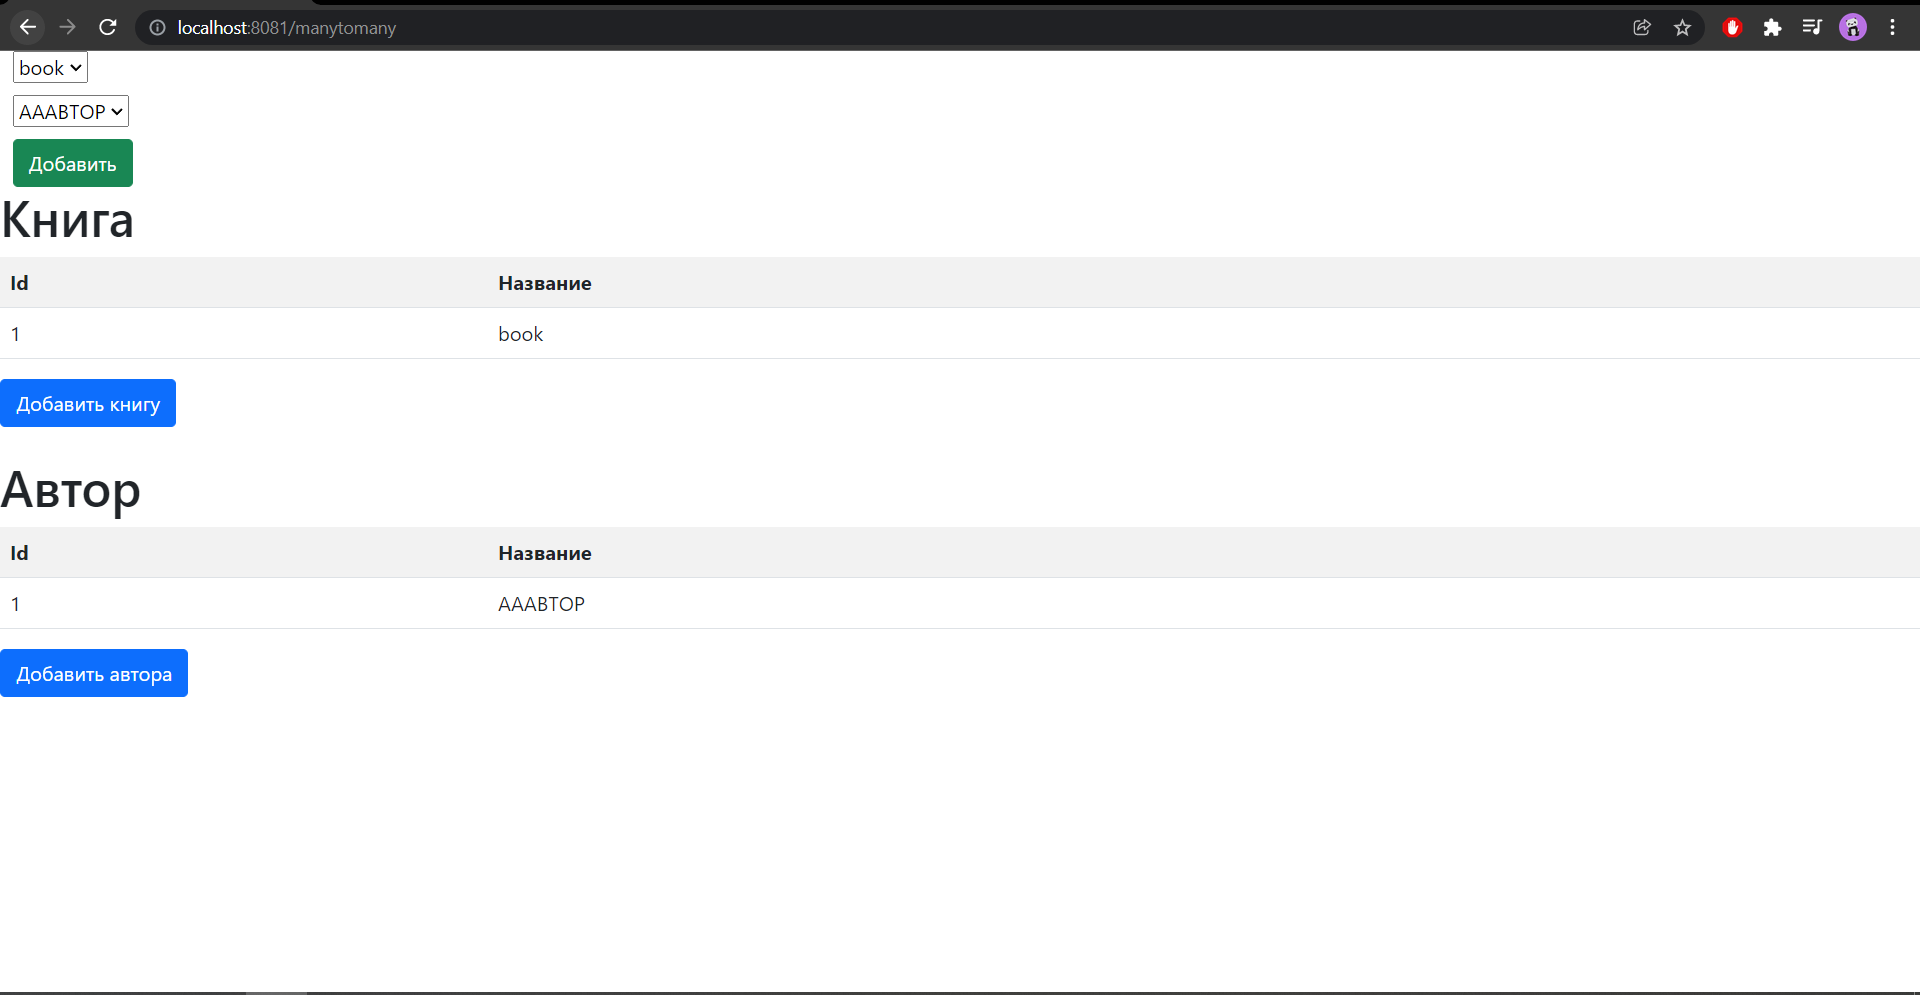 localhost:8081/manytomany
book
АААВТОР
Добавить
Книга
Id Название
1 book
Добавить книгу
Автор
Id Название
1 АААВТОР
Добавить автора